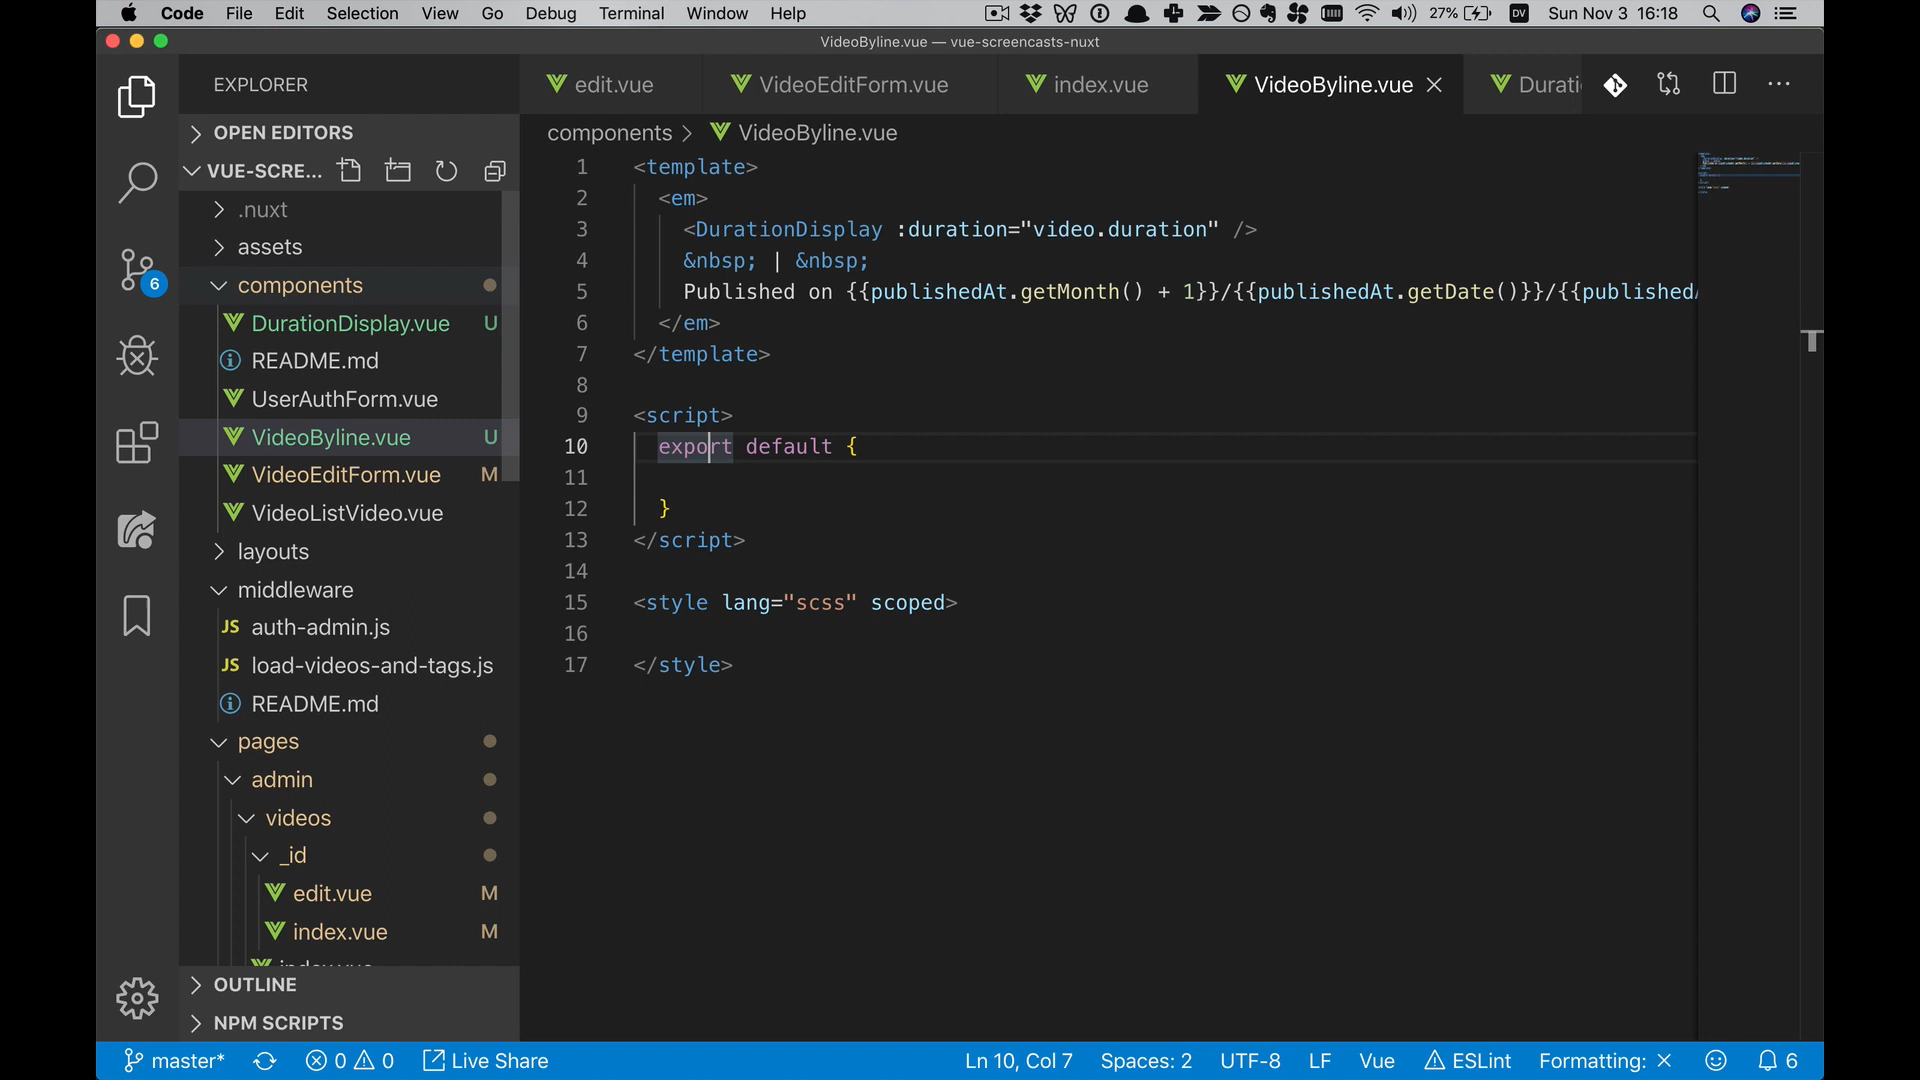 Code File Edit Selection View Go Debug Terminal Window Help 27% DV Sun Nov 3 16:18
VideoByline.vue — vue-screencasts-nuxt
EXPLORER
edit.vue VideoEditForm.vue index.vue VideoByline.vue Durati
OPEN EDITORS
components > VideoByline.vue
VUE-SCRE...
.nuxt
assets
components
DurationDisplay.vue U
README.md
UserAuthForm.vue
VideoByline.vue U
VideoEditForm.vue M
VideoListVideo.vue
layouts
middleware
JS auth-admin.js
JS load-videos-and-tags.js
README.md
pages
admin
videos
_id
edit.vue M
index.vue M
OUTLINE
NPM SCRIPTS
6
1 <template>
2 <em>
3 <DurationDisplay :duration="video.duration" />
4 &nbsp; | &nbsp;
5 Published on {{publishedAt.getMonth() + 1}}/{{publishedAt.getDate()}}/{{published
6 </em>
7 </template>
8
9 <script>
10 export default {
11
12 }
13 </script>
14
15 <style lang="scss" scoped>
16
17 </style>
master* 0 0 Live Share Ln 10, Col 7 Spaces: 2 UTF-8 LF Vue ESLint Formatting: ✕ 6